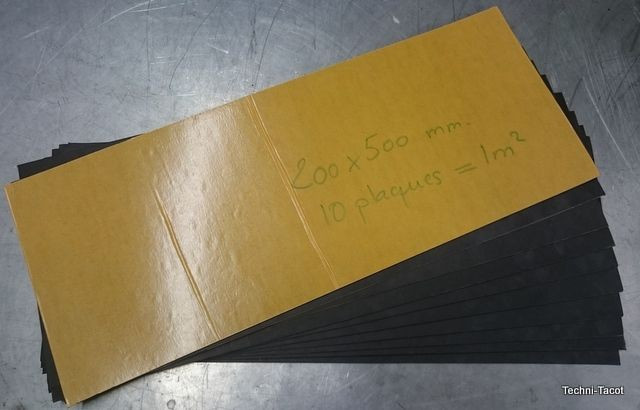 200 x 500 mm.
10 plaques = 1m²
Techni-Tacot